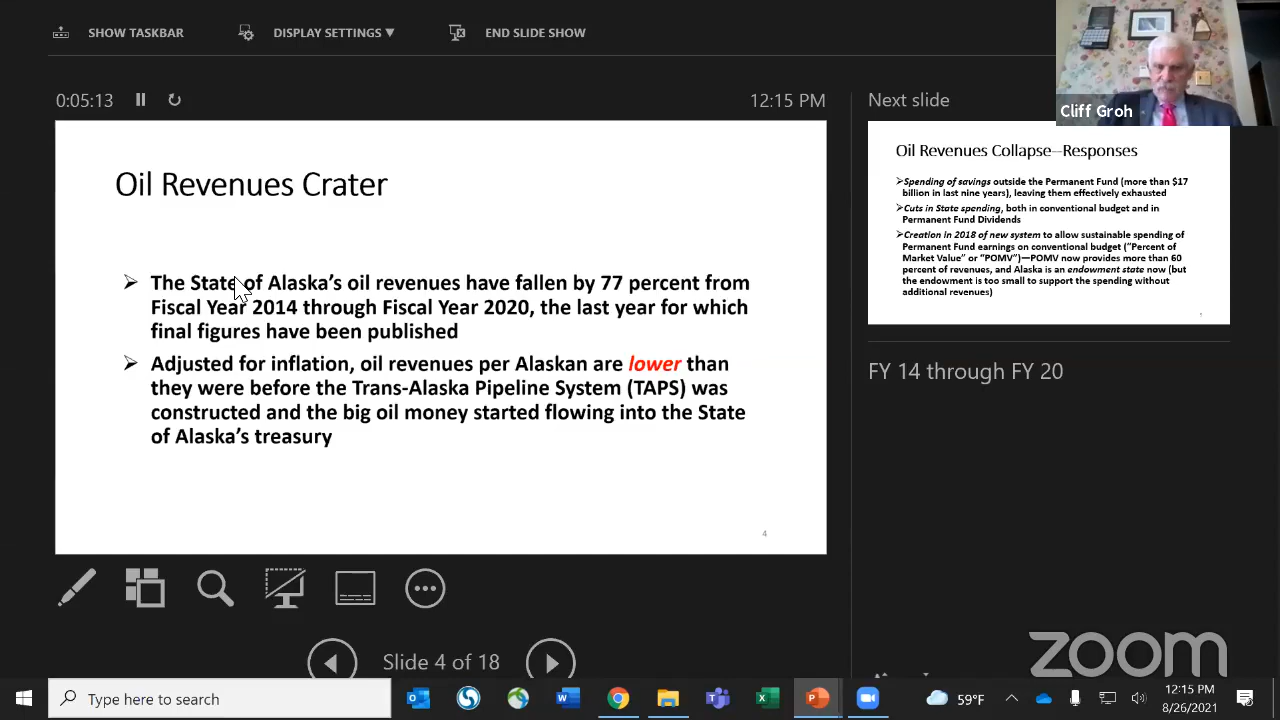 SHOW TASKBAR
DISPLAY SETTINGS ▼
END SLIDE SHOW
0:05:13
12:15 PM
Next slide
Cliff Groh
Oil Revenues Crater
➢ The State of Alaska's oil revenues have fallen by 77 percent from
Fiscal Year 2014 through Fiscal Year 2020, the last year for which
final figures have been published
➢ Adjusted for inflation, oil revenues per Alaskan are lower than
they were before the Trans-Alaska Pipeline System (TAPS) was
constructed and the big oil money started flowing into the State
of Alaska's treasury
4
Oil Revenues Collapse--Responses
➢Spending of savings outside the Permanent Fund (more than $17
billion in last nine years), leaving them effectively exhausted
➢Cuts in State spending, both in conventional budget and in
Permanent Fund Dividends
➢Creation in 2018 of new system to allow sustainable spending of
Permanent Fund earnings on conventional budget ("Percent of
Market Value" or "POMV")—POMV now provides more than 60
percent of revenues, and Alaska is an endowment state now (but
the endowment is too small to support the spending without
additional revenues)
FY 14 through FY 20
Slide 4 of 18
zoom
Type here to search
59°F
12:15 PM
8/26/2021